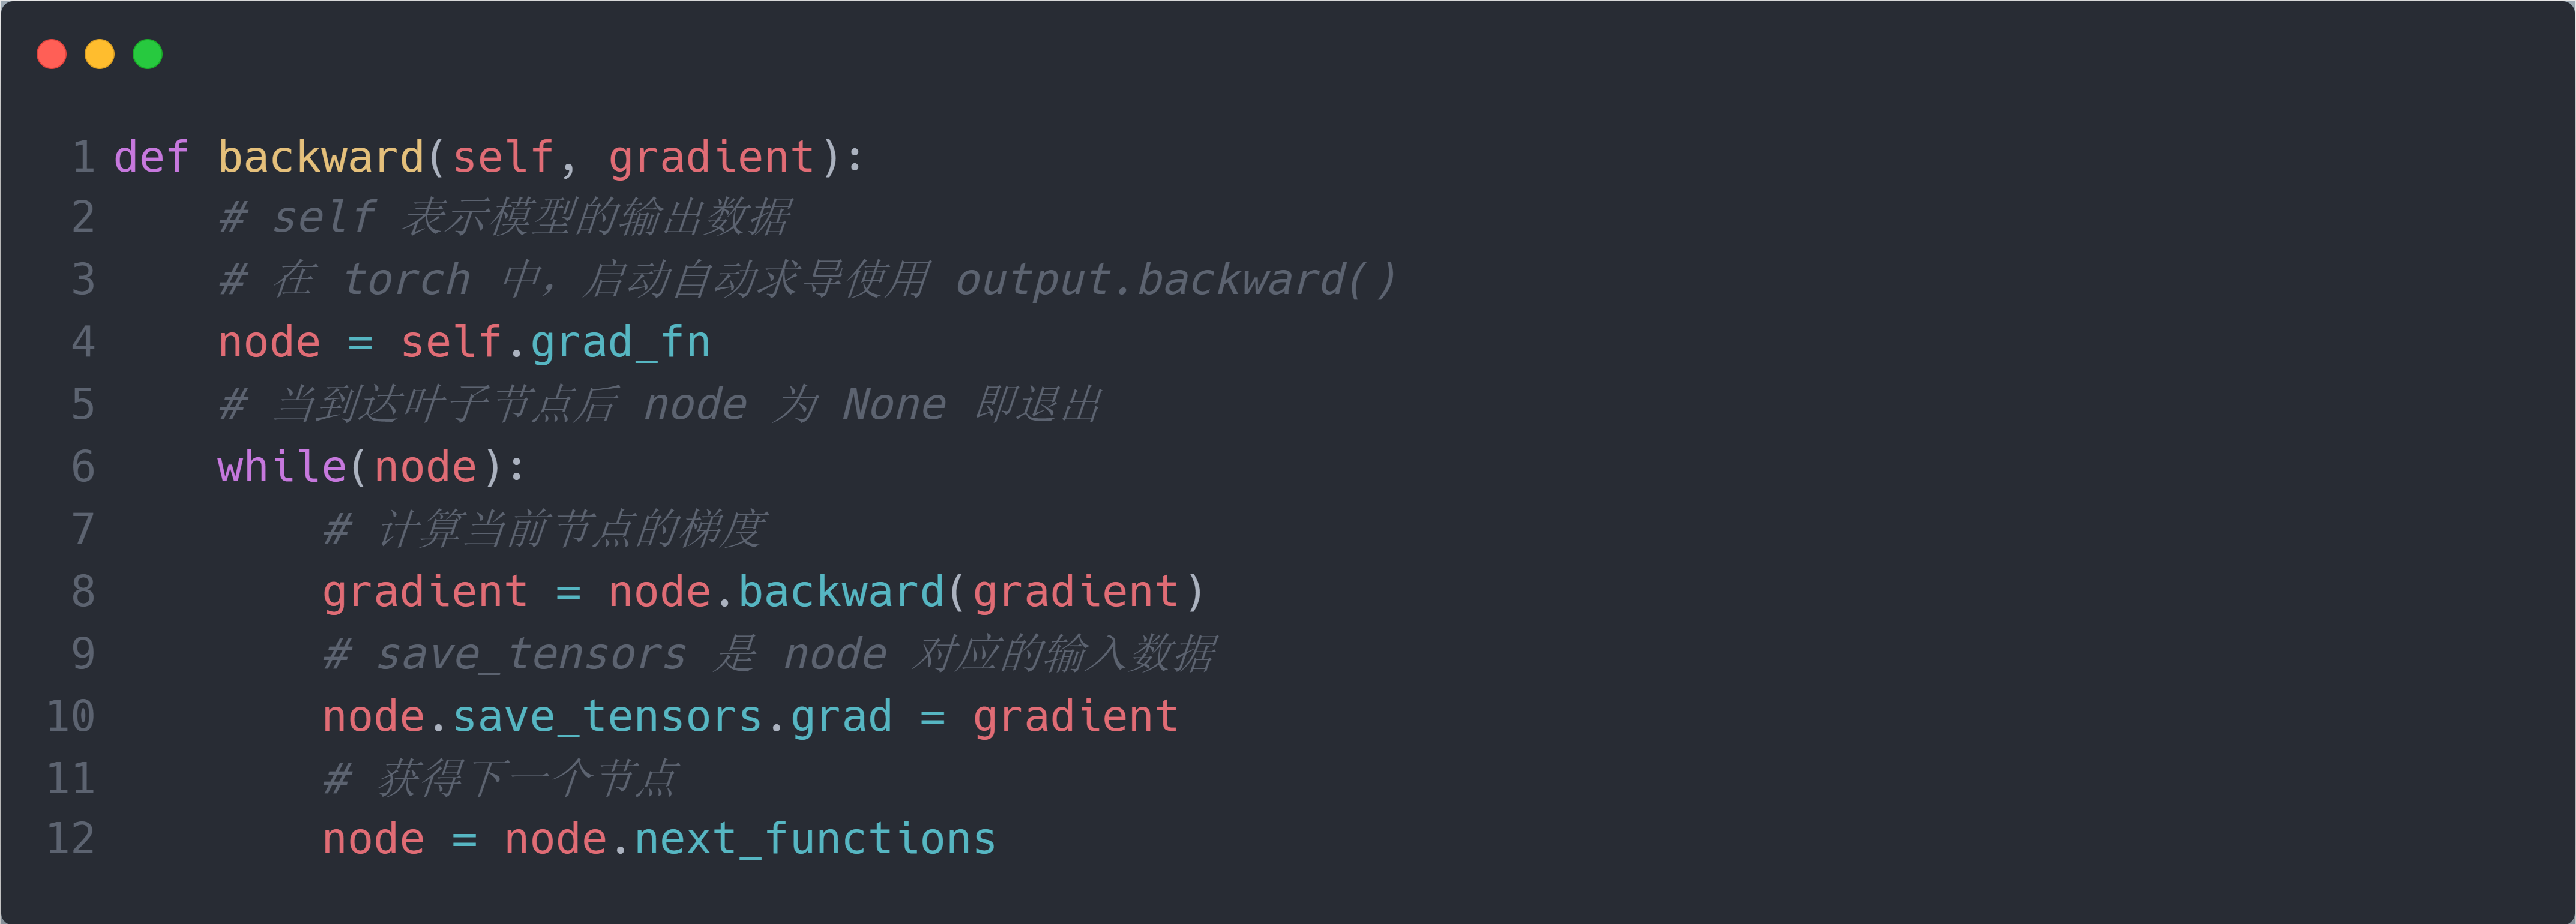 1 def backward(self, gradient):
2     # self 表示模型的输出数据
3     # 在 torch 中，启动自动求导使用 output.backward()
4     node = self.grad_fn
5     # 当到达叶子节点后 node 为 None 即退出
6     while(node):
7         # 计算当前节点的梯度
8         gradient = node.backward(gradient)
9         # save_tensors 是 node 对应的输入数据
10         node.save_tensors.grad = gradient
11         # 获得下一个节点
12         node = node.next_functions